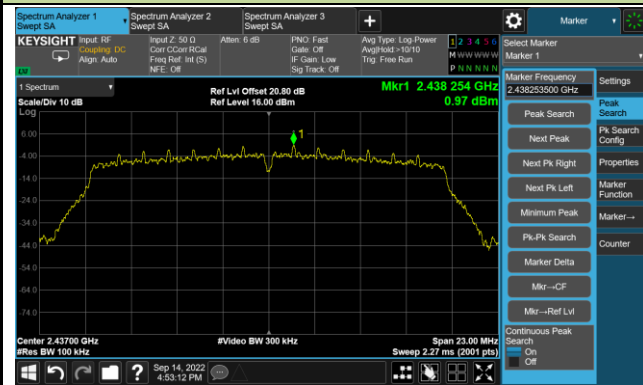 Spectrum Analyzer 1
Swept SA
Spectrum Analyzer 2
Swept SA
Spectrum Analyzer 3
Swept SA
+
Marker
KEYSIGHT
Input: RF
Coupling: DC
Align: Auto
Input Z: 50 Ω
Corr CCorr RCal
Freq Ref: Int (S)
NFE: Off
Atten: 6 dB
PNO: Fast
Gate: Off
IF Gain: Low
Sig Track: Off
Avg Type: Log-Power
Avg|Hold:>10/10
Trig: Free Run
1 2 3 4 5 6
M W W W W W
P N N N N N
LXI
Select Marker
Marker 1
1 Spectrum
Scale/Div 10 dB
Ref Lvl Offset 20.80 dB
Ref Level 16.00 dBm
Mkr1 2.438 254 GHz
0.97 dBm
Log
6.00
-4.00
-14.0
-24.0
-34.0
-44.0
-54.0
-64.0
-74.0
1
Center 2.43700 GHz
#Res BW 100 kHz
#Video BW 300 kHz
Span 23.00 MHz
Sweep 2.27 ms (2001 pts)
Marker Frequency
2.438253500 GHz
Peak Search
Next Peak
Next Pk Right
Next Pk Left
Minimum Peak
Pk-Pk Search
Marker Delta
Mkr→CF
Mkr→Ref Lvl
Continuous Peak
Search
On
Off
Settings
Peak
Search
Pk Search
Config
Properties
Marker
Function
Marker→
Counter
?
Sep 14, 2022
4:53:12 PM